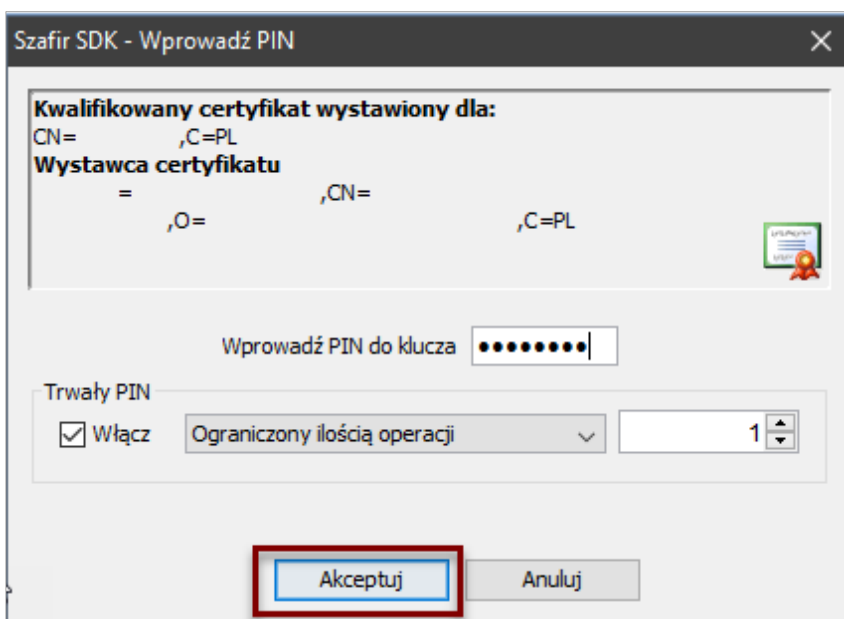 Szafir SDK - Wprowadź PIN
Kwalifikowany certyfikat wystawiony dla:
CN= ,C=PL
Wystawca certyfikatu
= ,CN=
,O= ,C=PL
Wprowadź PIN do klucza ••••••••
Trwały PIN
Włącz Ograniczony ilością operacji 1
Akceptuj Anuluj